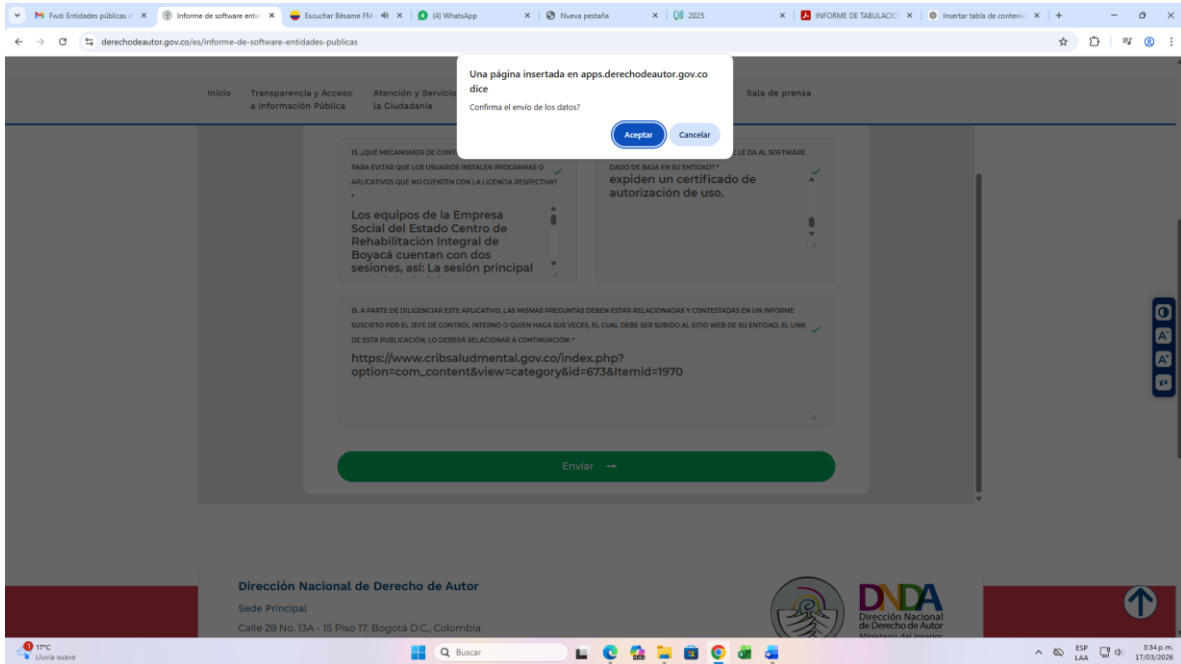 Fwd: Entidades públicas d
Informe de software entid
Escuchar Bésame FM
(4) WhatsApp
Nueva pestaña
2025
INFORME DE TABULACIO
Insertar tabla de conteni
derechodeautor.gov.co/es/informe-de-software-entidades-publicas
Una página insertada en apps.derechodeautor.gov.co
dice
Confirma el envío de los datos?
Aceptar Cancelar
Inicio Transparencia y Acceso Atención y Servicio Sala de prensa
a Información Pública la Ciudadanía
13. ¿QUÉ MECANISMOS DE CONT
PARA EVITAR QUE LOS USUARIOS INSTALEN PROGRAMAS O
APLICATIVOS QUE NO CUENTEN CON LA LICENCIA RESPECTIVA?
*
Los equipos de la Empresa
Social del Estado Centro de
Rehabilitación Integral de
Boyacá cuentan con dos
sesiones, así: La sesión principal
E LE DA AL SOFTWARE
DADO DE BAJA EN SU ENTIDAD? *
expiden un certificado de
autorización de uso.
15. A PARTE DE DILIGENCIAR ESTE APLICATIVO, LAS MISMAS PREGUNTAS DEBEN ESTAR RELACIONADAS Y CONTESTADAS EN UN INFORME
SUSCRITO POR EL JEFE DE CONTROL INTERNO O QUIEN HAGA SUS VECES, EL CUAL DEBE SER SUBIDO AL SITIO WEB DE SU ENTIDAD. EL LINK
DE ESTA PUBLICACIÓN, LO DEBERÁ RELACIONAR A CONTINUACIÓN: *
https://www.cribsaludmental.gov.co/index.php?
option=com_content&view=category&id=673&Itemid=1970
Enviar →
A-
A+
Dirección Nacional de Derecho de Autor
Sede Principal
Calle 28 No. 13A - 15 Piso 17, Bogotá D.C., Colombia
DNDA
Dirección Nacional
de Derecho de Autor
Ministerio del Interior
17°C
Lluvia suave
Buscar
ESP
LAA
3:34 p.m.
17/03/2026